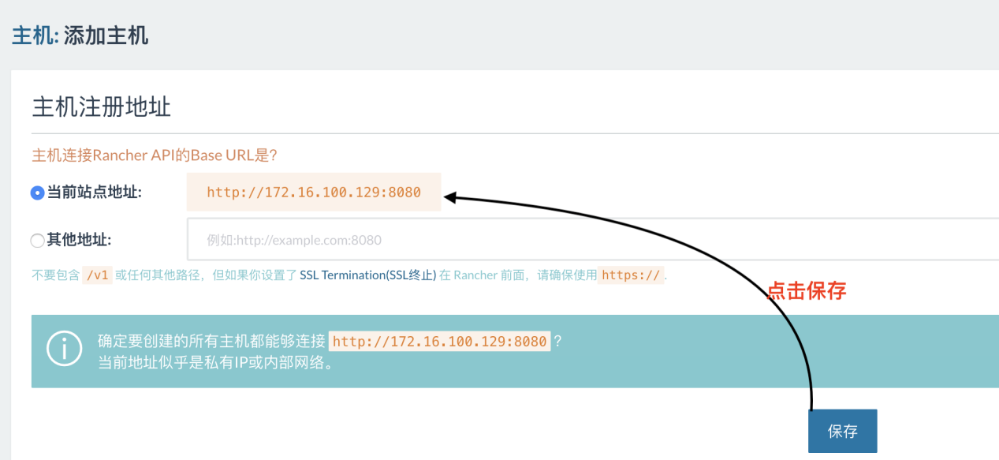 主机: 添加主机
主机注册地址
主机连接Rancher API的Base URL是?
当前站点地址: http://172.16.100.129:8080
其他地址: 例如:http://example.com:8080
不要包含 /v1 或任何其他路径，但如果你设置了 SSL Termination(SSL终止) 在 Rancher 前面，请确保使用 https:// .
点击保存
确定要创建的所有主机都能够连接 http://172.16.100.129:8080 ?
当前地址似乎是私有IP或内部网络。
保存